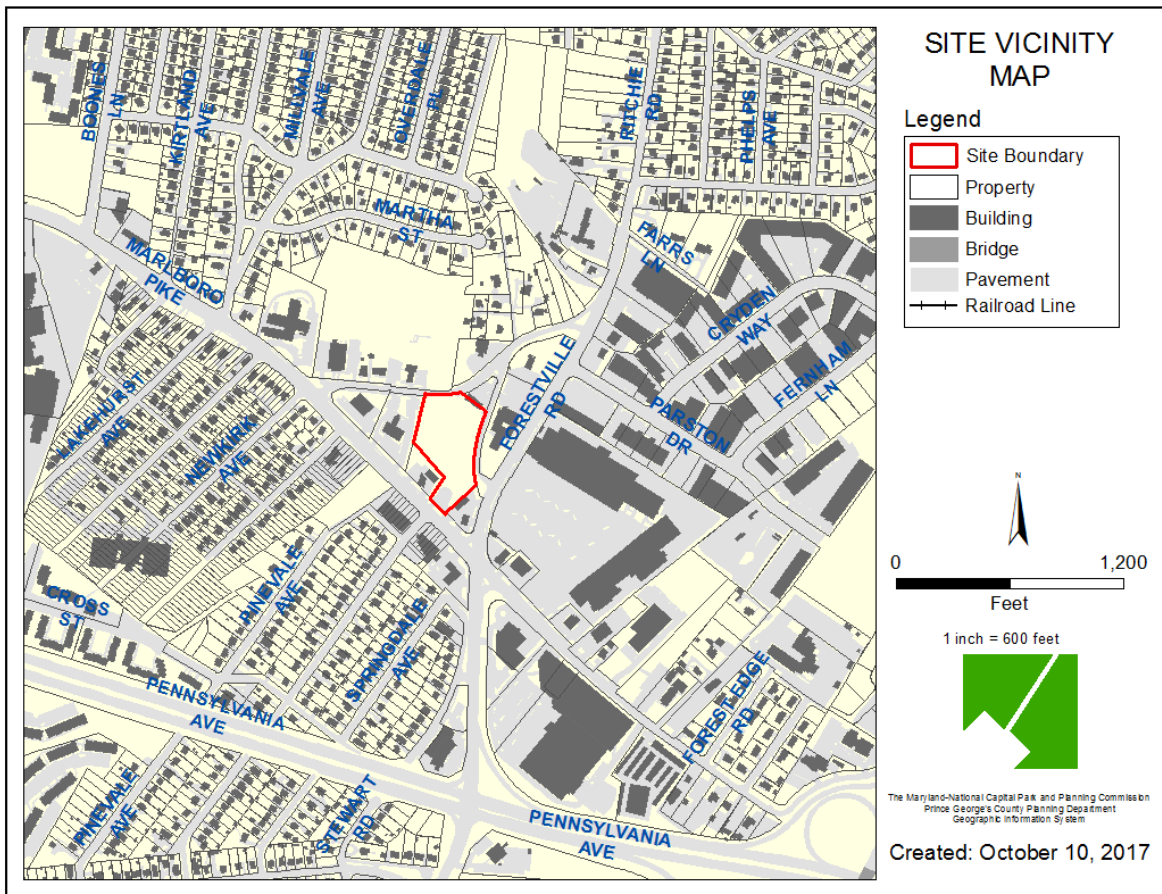 SITE VICINITY
MAP
Legend
Site Boundary
Property
Building
Bridge
Pavement
Railroad Line
BOONES
LN
KIRTLAND
AVE
MILLVALE
AVE
OVERDALE
PL
RITCHIE
RD
PHELPS
AVE
MARTHA
ST
FARRS
LN
MARLBORO
PIKE
CRYDEN
WAY
FERNHAM
LN
FORESTVILLE
RD
PARSTON
DR
LAKEHURST
AVE
NEWKIRK
AVE
PINEVALE
AVE
CROSS
ST
SPRINGDALE
AVE
FOREST EDGE
RD
PENNSYLVANIA
AVE
PINEVALE
AVE
STEWART
RD
PENNSYLVANIA
AVE
N
0 1,200
Feet
1 inch = 600 feet
The Maryland-National Capital Park and Planning Commission
Prince George's County Planning Department
Geographic Information System
Created: October 10, 2017